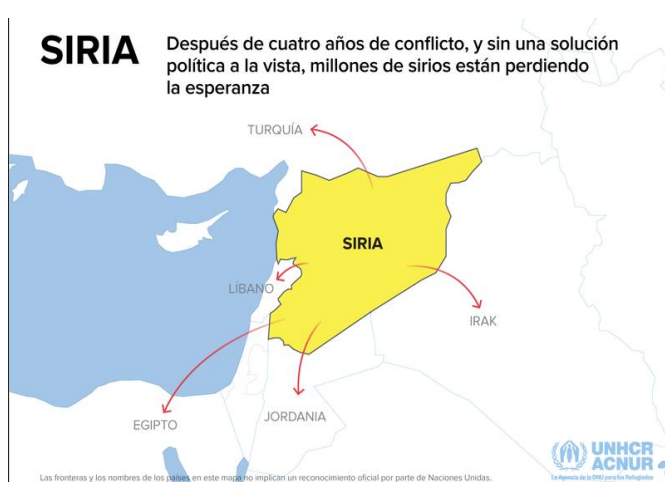 SIRIA
Después de cuatro años de conflicto, y sin una solución
política a la vista, millones de sirios están perdiendo
la esperanza
TURQUÍA
SIRIA
LÍBANO
IRAK
EGIPTO
JORDANIA
UNHCR
ACNUR
La Agencia de la ONU para los Refugiados
Las fronteras y los nombres de los países en este mapa no implican un reconocimiento oficial por parte de Naciones Unidas.